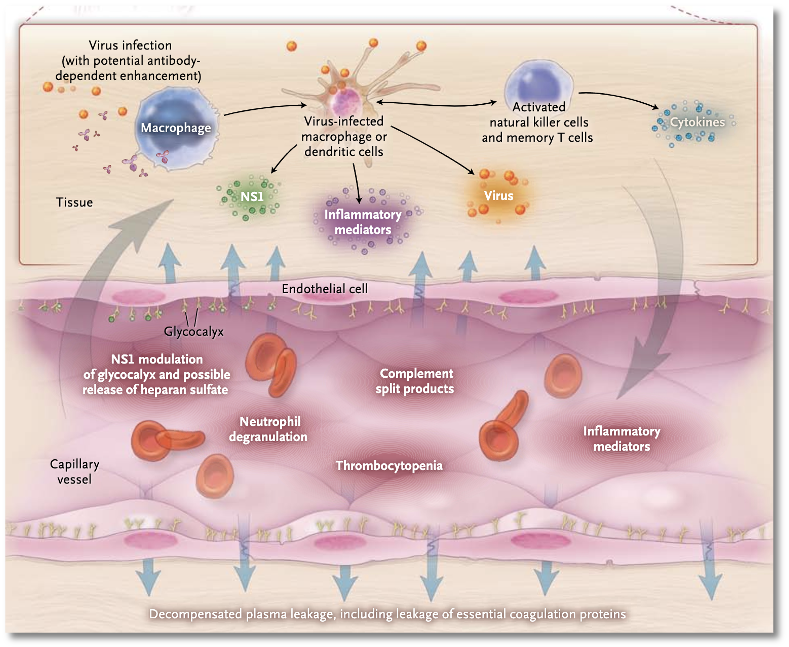 Virus infection
(with potential antibody-
dependent enhancement)
Macrophage
Virus-infected
macrophage or
dendritic cells
Activated
natural killer cells
and memory T cells
Cytokines
Tissue
NS1
Inflammatory
mediators
Virus
Endothelial cell
Glycocalyx
NS1 modulation
of glycocalyx and possible
release of heparan sulfate
Complement
split products
Neutrophil
degranulation
Inflammatory
mediators
Thrombocytopenia
Capillary
vessel
Decompensated plasma leakage, including leakage of essential coagulation proteins